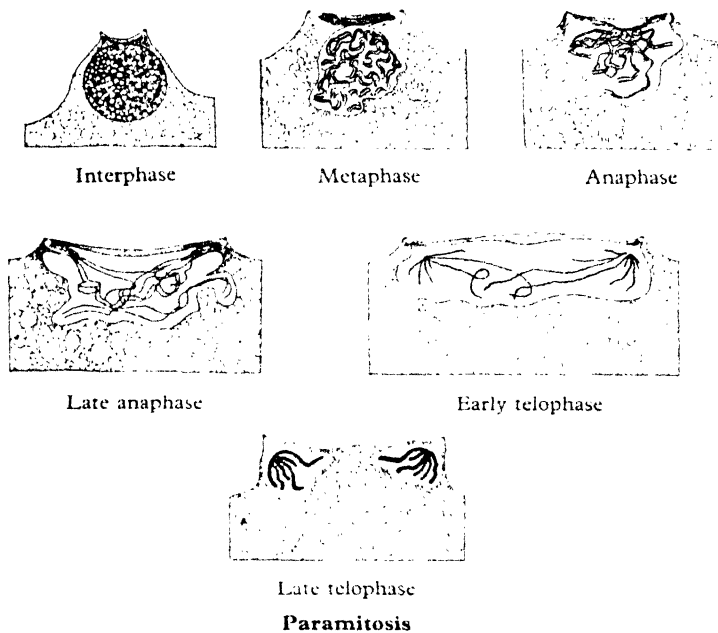 Interphase
Metaphase
Anaphase
Late anaphase
Early telophase
Late telophase
Paramitosis